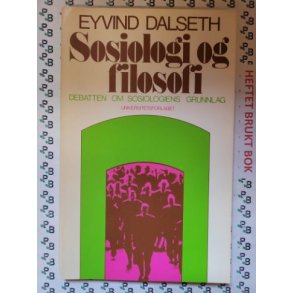 EYVIND DALSETH
Sosiologi og
filosofi
DEBATTEN OM SOSIOLOGIENS GRUNNLAG
UNIVERSITETSFORLAGET
HEFTET BRUKT BOK